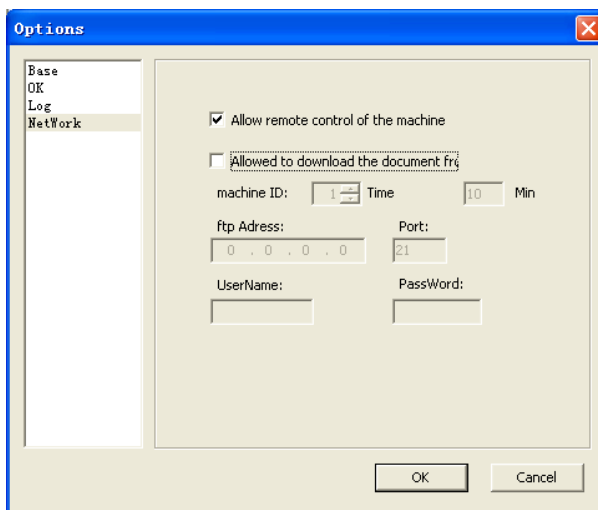 Options
Base
OK
Log
NetWork
Allow remote control of the machine
Allowed to download the document fro
machine ID: 1 Time 10 Min
ftp Adress: Port:
0 . 0 . 0 . 0 21
UserName: PassWord:
OK Cancel